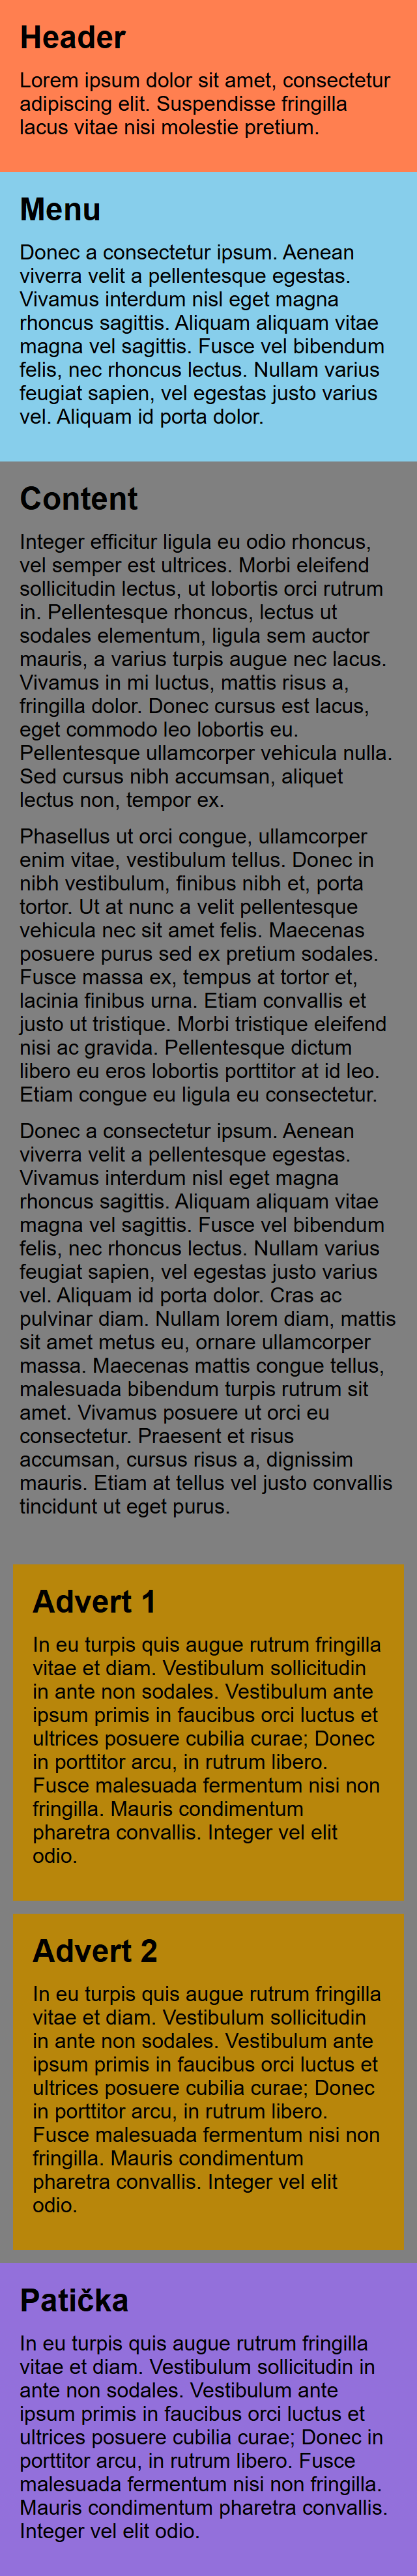 Header
Lorem ipsum dolor sit amet, consectetur
adipiscing elit. Suspendisse fringilla
lacus vitae nisi molestie pretium.
Menu
Donec a consectetur ipsum. Aenean
viverra velit a pellentesque egestas.
Vivamus interdum nisl eget magna
rhoncus sagittis. Aliquam aliquam vitae
magna vel sagittis. Fusce vel bibendum
felis, nec rhoncus lectus. Nullam varius
feugiat sapien, vel egestas justo varius
vel. Aliquam id porta dolor.
Content
Integer efficitur ligula eu odio rhoncus,
vel semper est ultrices. Morbi eleifend
sollicitudin lectus, ut lobortis orci rutrum
in. Pellentesque rhoncus, lectus ut
sodales elementum, ligula sem auctor
mauris, a varius turpis augue nec lacus.
Vivamus in mi luctus, mattis risus a,
fringilla dolor. Donec cursus est lacus,
eget commodo leo lobortis eu.
Pellentesque ullamcorper vehicula nulla.
Sed cursus nibh accumsan, aliquet
lectus non, tempor ex.
Phasellus ut orci congue, ullamcorper
enim vitae, vestibulum tellus. Donec in
nibh vestibulum, finibus nibh et, porta
tortor. Ut at nunc a velit pellentesque
vehicula nec sit amet felis. Maecenas
posuere purus sed ex pretium sodales.
Fusce massa ex, tempus at tortor et,
lacinia finibus urna. Etiam convallis et
justo ut tristique. Morbi tristique eleifend
nisi ac gravida. Pellentesque dictum
libero eu eros lobortis porttitor at id leo.
Etiam congue eu ligula eu consectetur.
Donec a consectetur ipsum. Aenean
viverra velit a pellentesque egestas.
Vivamus interdum nisl eget magna
rhoncus sagittis. Aliquam aliquam vitae
magna vel sagittis. Fusce vel bibendum
felis, nec rhoncus lectus. Nullam varius
feugiat sapien, vel egestas justo varius
vel. Aliquam id porta dolor. Cras ac
pulvinar diam. Nullam lorem diam, mattis
sit amet metus eu, ornare ullamcorper
massa. Maecenas mattis congue tellus,
malesuada bibendum turpis rutrum sit
amet. Vivamus posuere ut orci eu
consectetur. Praesent et risus
accumsan, cursus risus a, dignissim
mauris. Etiam at tellus vel justo convallis
tincidunt ut eget purus.
Advert 1
In eu turpis quis augue rutrum fringilla
vitae et diam. Vestibulum sollicitudin
in ante non sodales. Vestibulum ante
ipsum primis in faucibus orci luctus et
ultrices posuere cubilia curae; Donec
in porttitor arcu, in rutrum libero.
Fusce malesuada fermentum nisi non
fringilla. Mauris condimentum
pharetra convallis. Integer vel elit
odio.
Advert 2
In eu turpis quis augue rutrum fringilla
vitae et diam. Vestibulum sollicitudin
in ante non sodales. Vestibulum ante
ipsum primis in faucibus orci luctus et
ultrices posuere cubilia curae; Donec
in porttitor arcu, in rutrum libero.
Fusce malesuada fermentum nisi non
fringilla. Mauris condimentum
pharetra convallis. Integer vel elit
odio.
Patička
In eu turpis quis augue rutrum fringilla
vitae et diam. Vestibulum sollicitudin in
ante non sodales. Vestibulum ante
ipsum primis in faucibus orci luctus et
ultrices posuere cubilia curae; Donec in
porttitor arcu, in rutrum libero. Fusce
malesuada fermentum nisi non fringilla.
Mauris condimentum pharetra convallis.
Integer vel elit odio.